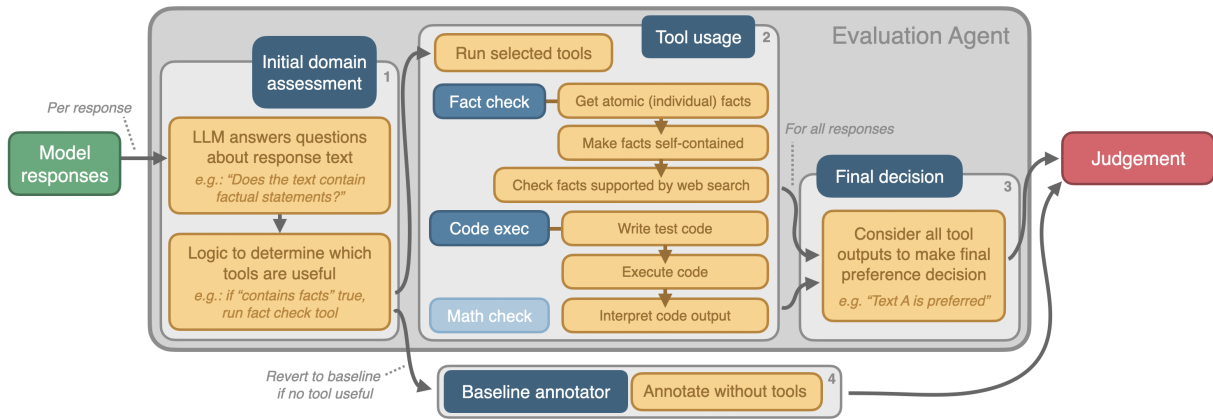 Evaluation Agent
Per response
Model
responses
Initial domain
assessment
1
LLM answers questions
about response text
e.g.: “Does the text contain
factual statements?”
Logic to determine which
tools are useful
e.g.: if “contains facts” true,
run fact check tool
Tool usage
2
Run selected tools
Fact check
Get atomic (individual) facts
Make facts self-contained
Check facts supported by web search
Code exec
Write test code
Execute code
Math check
Interpret code output
For all responses
Final decision
3
Consider all tool
outputs to make final
preference decision
e.g. “Text A is preferred”
Judgement
Revert to baseline
if no tool useful
Baseline annotator
Annotate without tools
4